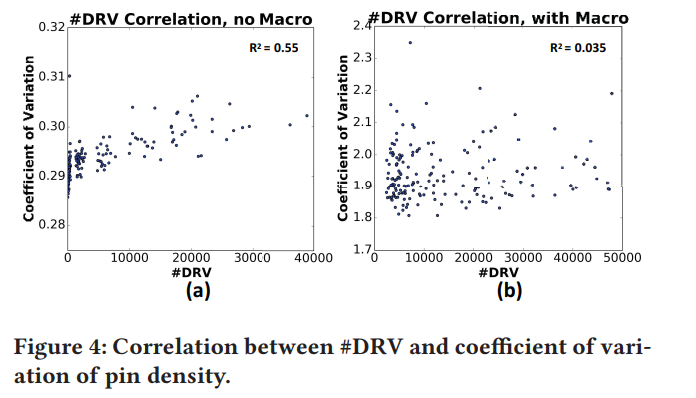 #DRV Correlation, no Macro
0.32
0.31
0.30
0.29
0.28
Coefficient of Variation
R² = 0.55
0 10000 20000 30000 40000
#DRV
(a)
#DRV Correlation, with Macro
2.4
2.3
2.2
2.1
2.0
1.9
1.8
1.7
Coefficient of Variation
R² = 0.035
0 10000 20000 30000 40000 50000
#DRV
(b)
Figure 4: Correlation between #DRV and coefficient of vari-
ation of pin density.